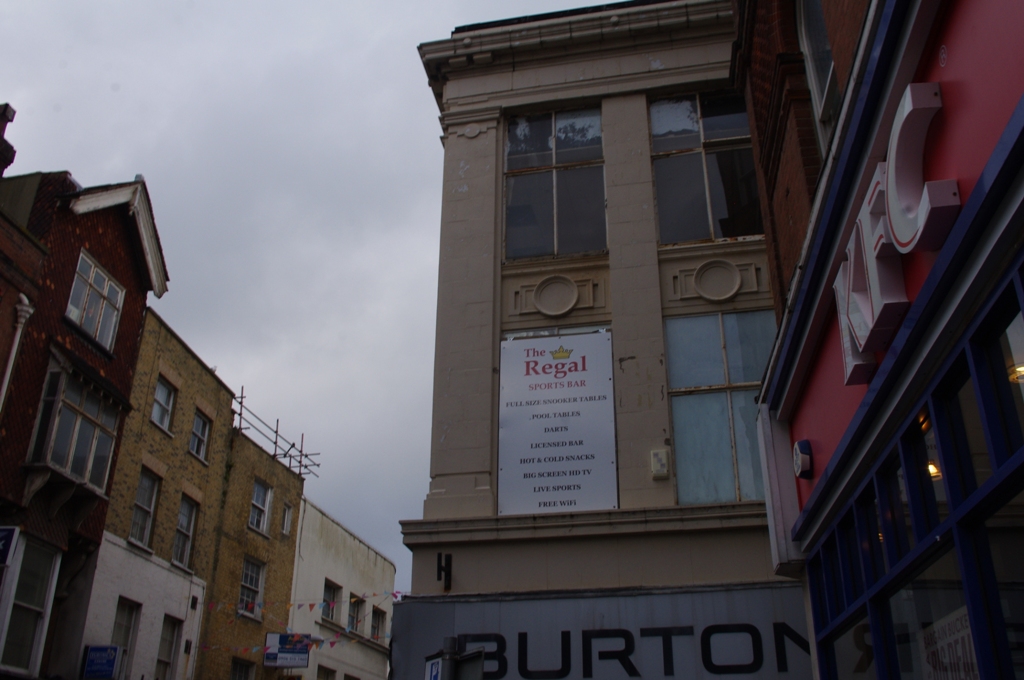 The
Regal
SPORTS BAR
FULL SIZE SNOOKER TABLES
POOL TABLES
DARTS
LICENSED BAR
HOT & COLD SNACKS
BIG SCREEN HD TV
LIVE SPORTS
FREE WiFi
KFC
BURTON